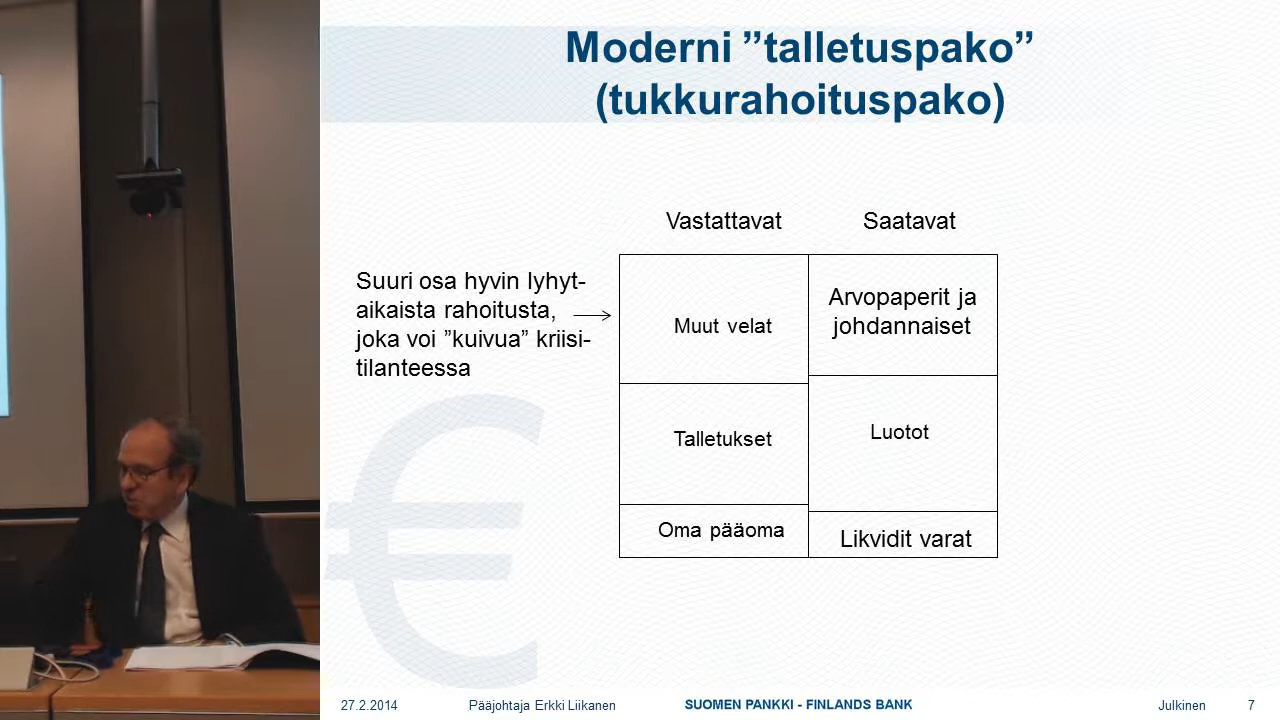 Moderni ”talletuspako”
(tukkurahoituspako)
Vastattavat
Saatavat
Suuri osa hyvin lyhyt-
aikaista rahoitusta,
joka voi ”kuivua” kriisi-
tilanteessa
Muut velat
Arvopaperit ja
johdannaiset
Talletukset
Luotot
Oma pääoma
Likvidit varat
27.2.2014
Pääjohtaja Erkki Liikanen
SUOMEN PANKKI - FINLANDS BANK
Julkinen
7